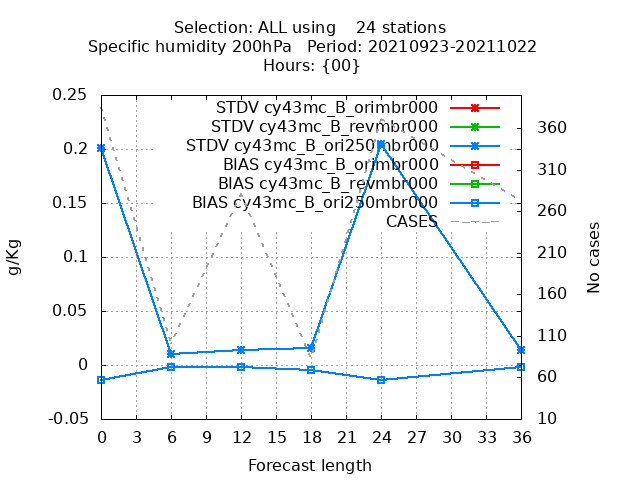 Selection: ALL using    24 stations
Specific humidity 200hPa   Period: 20210923-20211022
Hours: {00}
0.25
0.2
0.15
0.1
0.05
0
-0.05
g/Kg
STDV cy43mc_B_orimbr000
STDV cy43mc_B_revmbr000
STDV cy43mc_B_ori250mbr000
BIAS cy43mc_B_orimbr000
BIAS cy43mc_B_revmbr000
BIAS cy43mc_B_ori250mbr000
CASES
360
310
260
210
160
110
60
10
No cases
0 3 6 9 12 15 18 21 24 27 30 33 36
Forecast length